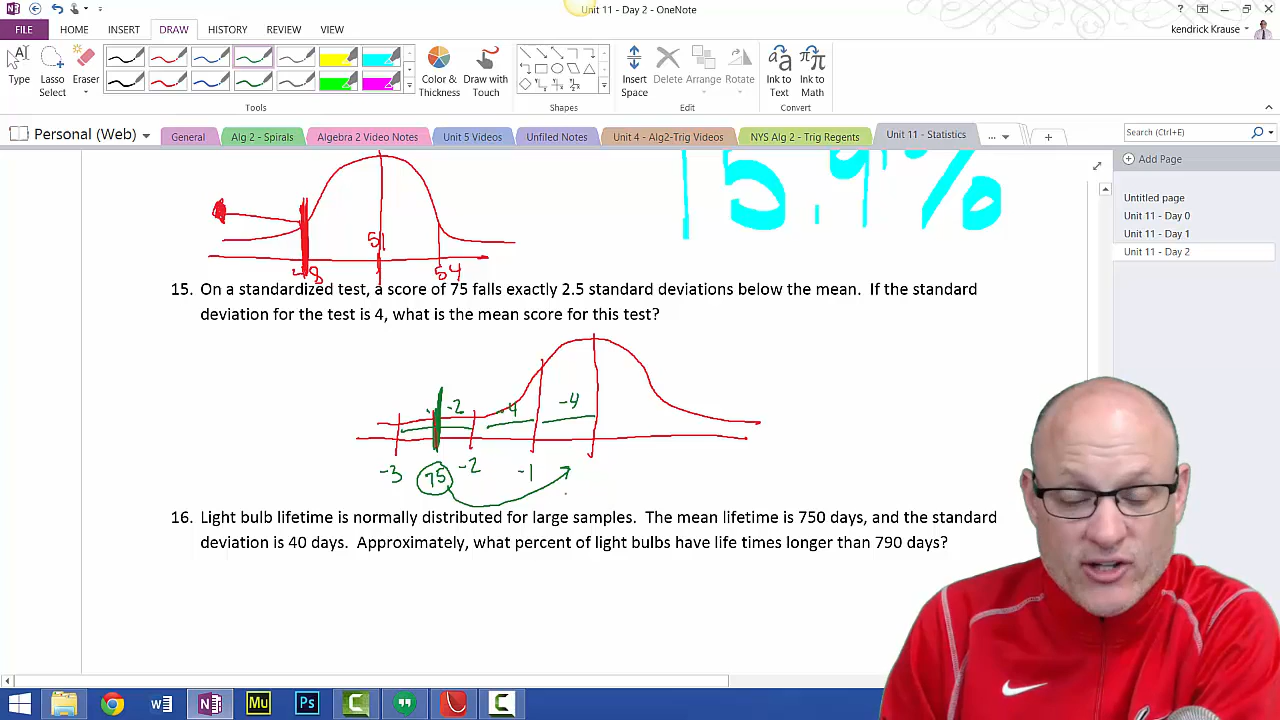 Unit 11 - Day 2 - OneNote
FILE HOME INSERT DRAW HISTORY REVIEW VIEW
kendrick Krause
Type Lasso Select Eraser
Color & Thickness Draw with Touch
Insert Space Delete Arrange Rotate
Ink to Text Ink to Math
Tools Shapes Edit Convert
Personal (Web) General Alg 2 - Spirals Algebra 2 Video Notes Unit 5 Videos Unfiled Notes Unit 4 - Alg2-Trig Videos NYS Alg 2 - Trig Regents Unit 11 - Statistics ... Search (Ctrl+E)
Add Page
Untitled page
Unit 11 - Day 0
Unit 11 - Day 1
Unit 11 - Day 2
15.9%
51
48 54
15. On a standardized test, a score of 75 falls exactly 2.5 standard deviations below the mean. If the standard
deviation for the test is 4, what is the mean score for this test?
-2 -4 -4
-3 75 -2 -1
16. Light bulb lifetime is normally distributed for large samples. The mean lifetime is 750 days, and the standard
deviation is 40 days. Approximately, what percent of light bulbs have life times longer than 790 days?
Mu Ps